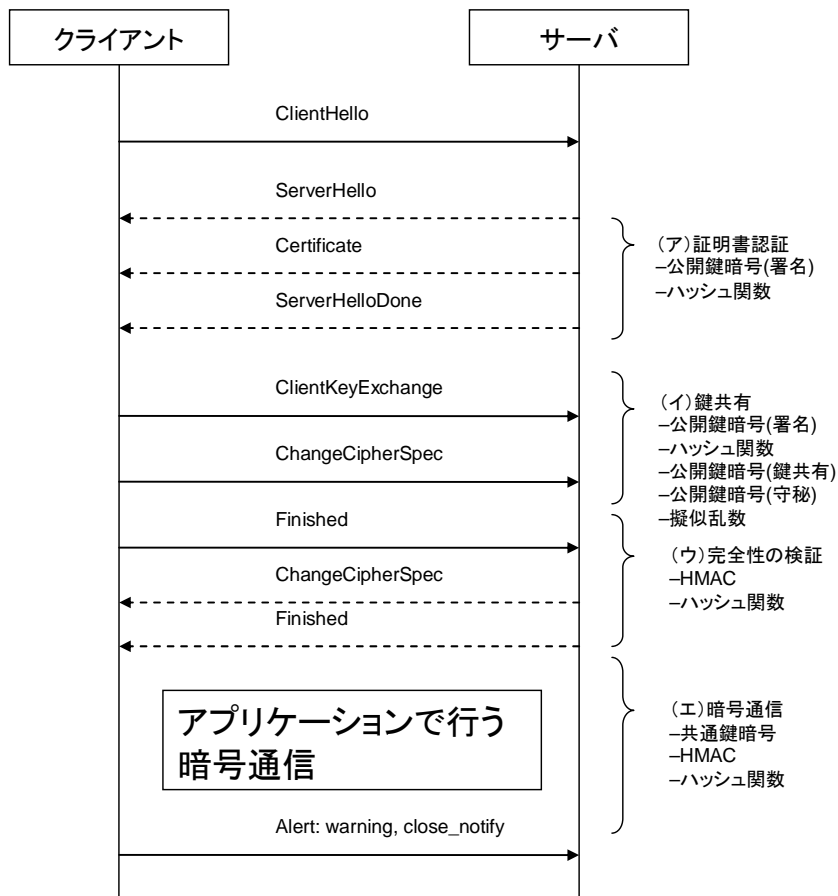 クライアント
サーバ
ClientHello
ServerHello
Certificate
ServerHelloDone
(ア)証明書認証
–公開鍵暗号(署名)
–ハッシュ関数
ClientKeyExchange
ChangeCipherSpec
(イ)鍵共有
–公開鍵暗号(署名)
–ハッシュ関数
–公開鍵暗号(鍵共有)
–公開鍵暗号(守秘)
–擬似乱数
Finished
ChangeCipherSpec
Finished
(ウ)完全性の検証
–HMAC
–ハッシュ関数
アプリケーションで行う
暗号通信
(エ)暗号通信
–共通鍵暗号
–HMAC
–ハッシュ関数
Alert: warning, close_notify